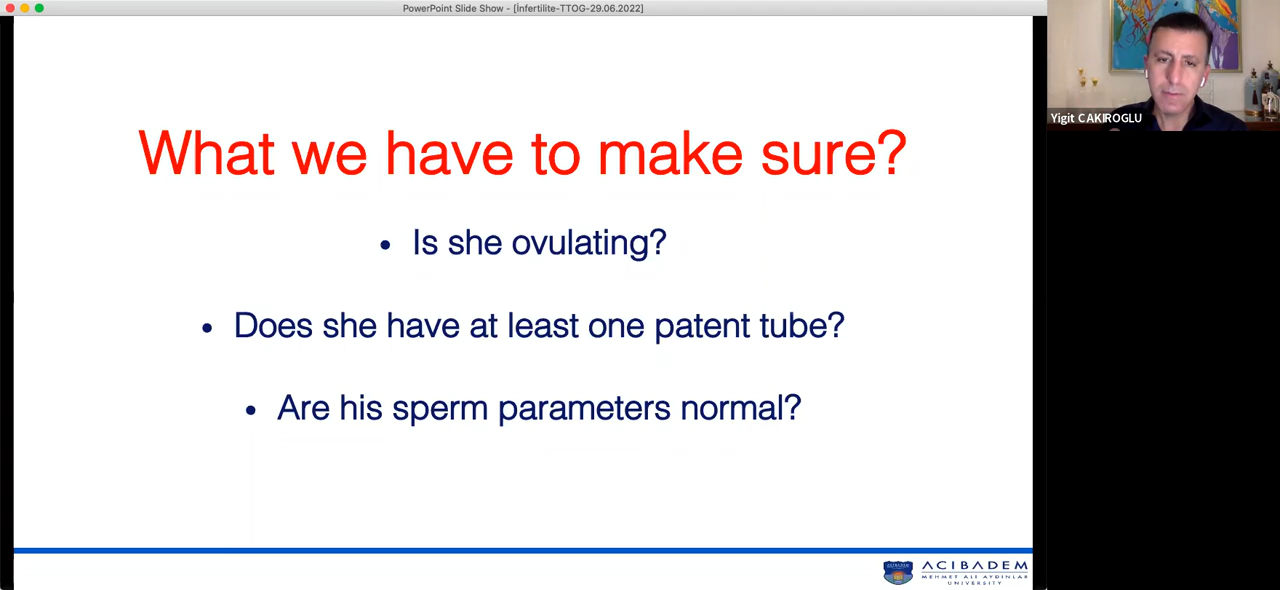 PowerPoint Slide Show - [İnfertilite-TTOG-29.06.2022]
What we have to make sure?
• Is she ovulating?
• Does she have at least one patent tube?
• Are his sperm parameters normal?
Yigit CAKIROGLU
ACIBADEM
MEHMET ALI AYDINLAR
UNIVERSITY